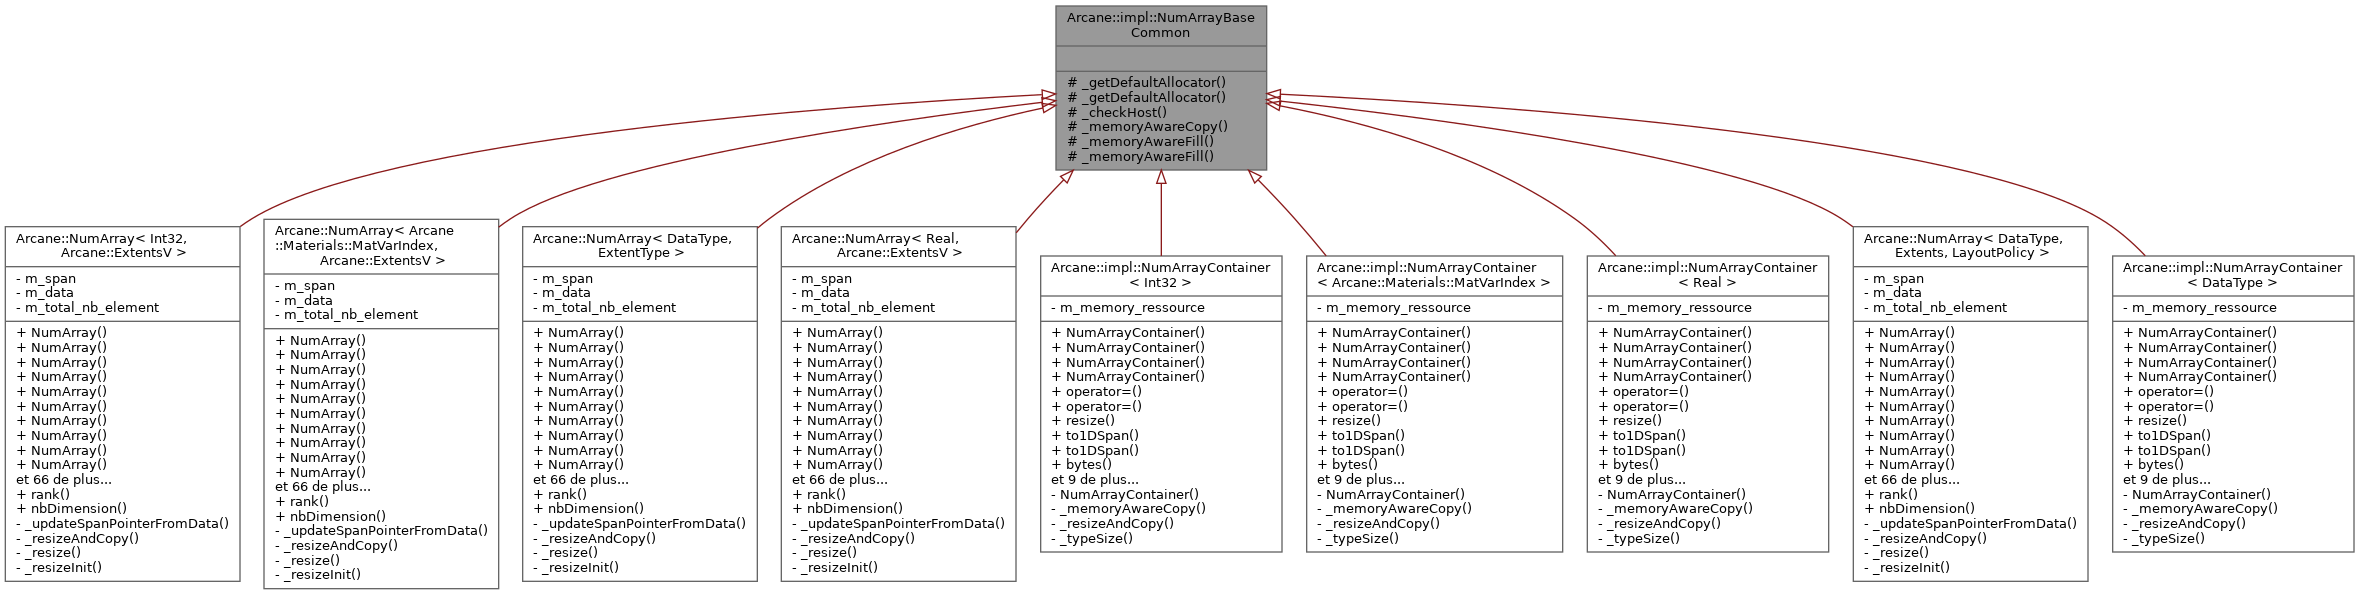 Arcane::impl::NumArrayBase
Common
# _getDefaultAllocator()
# _getDefaultAllocator()
# _checkHost()
# _memoryAwareCopy()
# _memoryAwareFill()
# _memoryAwareFill()
Arcane::NumArray< Int32,
Arcane::ExtentsV >
- m_span
- m_data
- m_total_nb_element
+ NumArray()
+ NumArray()
+ NumArray()
+ NumArray()
+ NumArray()
+ NumArray()
+ NumArray()
+ NumArray()
+ NumArray()
+ NumArray()
et 66 de plus...
+ rank()
+ nbDimension()
- _updateSpanPointerFromData()
- _resizeAndCopy()
- _resize()
- _resizeInit()
Arcane::NumArray< Arcane
::Materials::MatVarIndex,
Arcane::ExtentsV >
- m_span
- m_data
- m_total_nb_element
+ NumArray()
+ NumArray()
+ NumArray()
+ NumArray()
+ NumArray()
+ NumArray()
+ NumArray()
+ NumArray()
+ NumArray()
+ NumArray()
et 66 de plus...
+ rank()
+ nbDimension()
- _updateSpanPointerFromData()
- _resizeAndCopy()
- _resize()
- _resizeInit()
Arcane::NumArray< DataType,
ExtentType >
- m_span
- m_data
- m_total_nb_element
+ NumArray()
+ NumArray()
+ NumArray()
+ NumArray()
+ NumArray()
+ NumArray()
+ NumArray()
+ NumArray()
+ NumArray()
+ NumArray()
et 66 de plus...
+ rank()
+ nbDimension()
- _updateSpanPointerFromData()
- _resizeAndCopy()
- _resize()
- _resizeInit()
Arcane::NumArray< Real,
Arcane::ExtentsV >
- m_span
- m_data
- m_total_nb_element
+ NumArray()
+ NumArray()
+ NumArray()
+ NumArray()
+ NumArray()
+ NumArray()
+ NumArray()
+ NumArray()
+ NumArray()
+ NumArray()
et 66 de plus...
+ rank()
+ nbDimension()
- _updateSpanPointerFromData()
- _resizeAndCopy()
- _resize()
- _resizeInit()
Arcane::impl::NumArrayContainer
< Int32 >
- m_memory_ressource
+ NumArrayContainer()
+ NumArrayContainer()
+ NumArrayContainer()
+ NumArrayContainer()
+ operator=()
+ operator=()
+ resize()
+ to1DSpan()
+ to1DSpan()
+ bytes()
et 9 de plus...
- NumArrayContainer()
- _memoryAwareCopy()
- _resizeAndCopy()
- _typeSize()
Arcane::impl::NumArrayContainer
< Arcane::Materials::MatVarIndex >
- m_memory_ressource
+ NumArrayContainer()
+ NumArrayContainer()
+ NumArrayContainer()
+ NumArrayContainer()
+ operator=()
+ operator=()
+ resize()
+ to1DSpan()
+ to1DSpan()
+ bytes()
et 9 de plus...
- NumArrayContainer()
- _memoryAwareCopy()
- _resizeAndCopy()
- _typeSize()
Arcane::impl::NumArrayContainer
< Real >
- m_memory_ressource
+ NumArrayContainer()
+ NumArrayContainer()
+ NumArrayContainer()
+ NumArrayContainer()
+ operator=()
+ operator=()
+ resize()
+ to1DSpan()
+ to1DSpan()
+ bytes()
et 9 de plus...
- NumArrayContainer()
- _memoryAwareCopy()
- _resizeAndCopy()
- _typeSize()
Arcane::NumArray< DataType,
Extents, LayoutPolicy >
- m_span
- m_data
- m_total_nb_element
+ NumArray()
+ NumArray()
+ NumArray()
+ NumArray()
+ NumArray()
+ NumArray()
+ NumArray()
+ NumArray()
+ NumArray()
+ NumArray()
et 66 de plus...
+ rank()
+ nbDimension()
- _updateSpanPointerFromData()
- _resizeAndCopy()
- _resize()
- _resizeInit()
Arcane::impl::NumArrayContainer
< DataType >
- m_memory_ressource
+ NumArrayContainer()
+ NumArrayContainer()
+ NumArrayContainer()
+ NumArrayContainer()
+ operator=()
+ operator=()
+ resize()
+ to1DSpan()
+ to1DSpan()
+ bytes()
et 9 de plus...
- NumArrayContainer()
- _memoryAwareCopy()
- _resizeAndCopy()
- _typeSize()